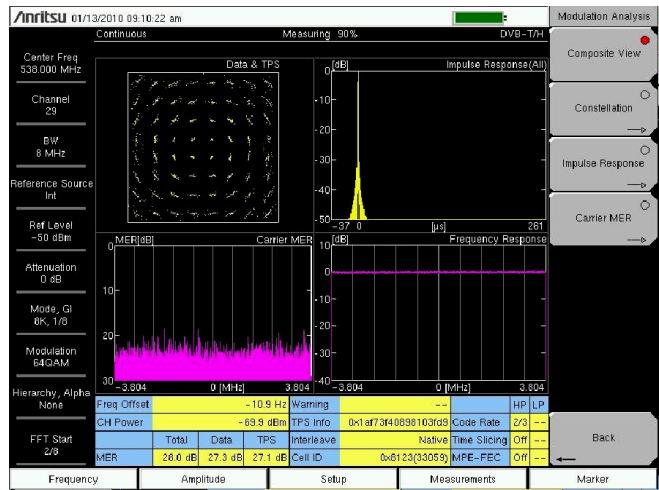 Anritsu 01/13/2010 09:10:22 am
Modulation Analysis
Continuous Measuring 90% DVB-T/H
Center Freq
538.000 MHz
Channel
29
BW
8 MHz
Reference Source
Int
Ref Level
-50 dBm
Attenuation
0 dB
Mode, GI
8K, 1/8
Modulation
64QAM
Hierarchy, Alpha
None
FFT Start
2/8
Data & TPS
[dB] Impulse Response(All)
0
-10
-20
-30
-40
-50
-37 0 [µs] 261
MER[dB] Carrier MER
0
10
20
30
-3.804 0 [MHz] 3.804
[dB] Frequency Response
10
0
-10
-20
-30
-40
-3.804 0 [MHz] 3.804
Freq Offset -10.9 Hz Warning -- HP LP
CH Power -69.9 dBm TPS Info 0x1af73f40898103fd9 Code Rate 2/3 --
Total Data TPS Interleave Native Time Slicing Off --
MER 28.0 dB 27.3 dB 27.1 dB Cell ID 0x8123(33059) MPE-FEC Off --
Composite View
Constellation
Impulse Response
Carrier MER
Back
Frequency Amplitude Setup Measurements Marker